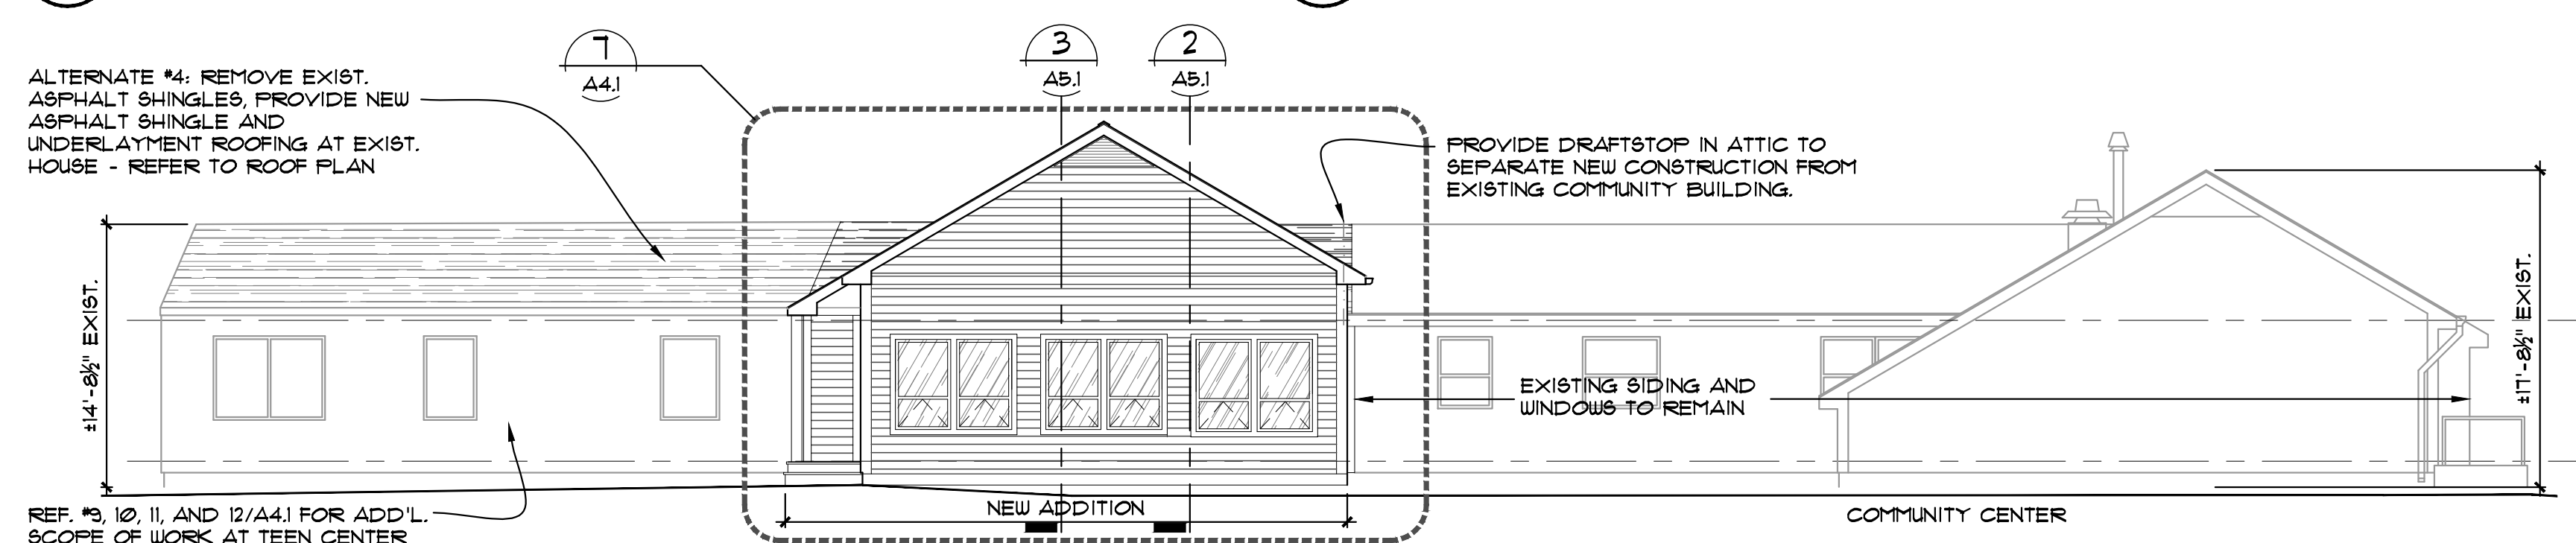 7
A4.1
3
A5.1
2
A5.1
ALTERNATE #4: REMOVE EXIST.
ASPHALT SHINGLES, PROVIDE NEW
ASPHALT SHINGLE AND
UNDERLAYMENT ROOFING AT EXIST.
HOUSE - REFER TO ROOF PLAN
PROVIDE DRAFTSTOP IN ATTIC TO
SEPARATE NEW CONSTRUCTION FROM
EXISTING COMMUNITY BUILDING.
±14'-8½" EXIST.
±17'-8½" EXIST.
EXISTING SIDING AND
WINDOWS TO REMAIN
REF. #9, 10, 11, AND 12/A4.1 FOR ADD'L.
SCOPE OF WORK AT TEEN CENTER
NEW ADDITION
COMMUNITY CENTER